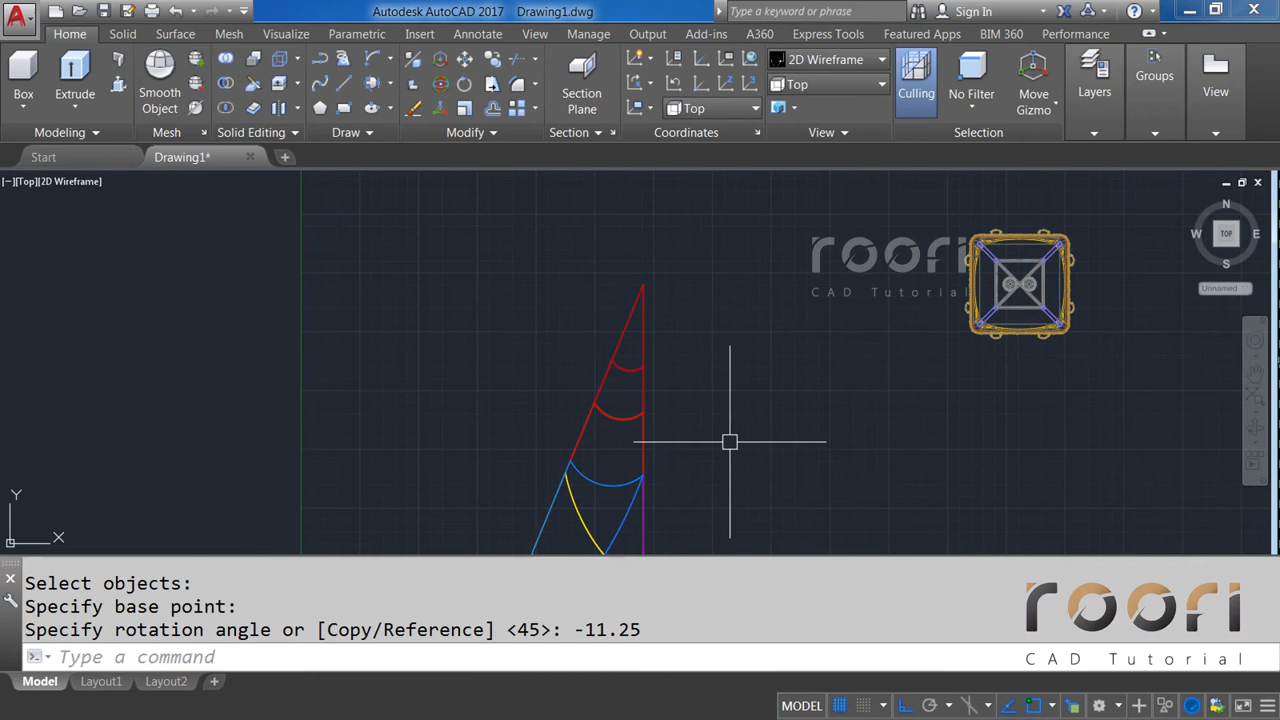 Autodesk AutoCAD 2017 Drawing1.dwg
Type a keyword or phrase
Sign In
Home Solid Surface Mesh Visualize Parametric Insert Annotate View Manage Output Add-ins A360 Express Tools Featured Apps BIM 360 Performance
Box
Extrude
Smooth
Object
Section
Plane
2D Wireframe
Top
Top
Culling
No Filter
Move
Gizmo
Layers
Groups
View
Modeling
Mesh
Solid Editing
Draw
Modify
Section
Coordinates
View
Selection
Start
Drawing1*
[−][Top][2D Wireframe]
N
W
TOP
E
S
Unnamed
roofi
CAD Tutorial
Y
X
Select objects:
Specify base point:
Specify rotation angle or [Copy/Reference] <45>: -11.25
Type a command
roofi
CAD Tutorial
Model Layout1 Layout2
MODEL